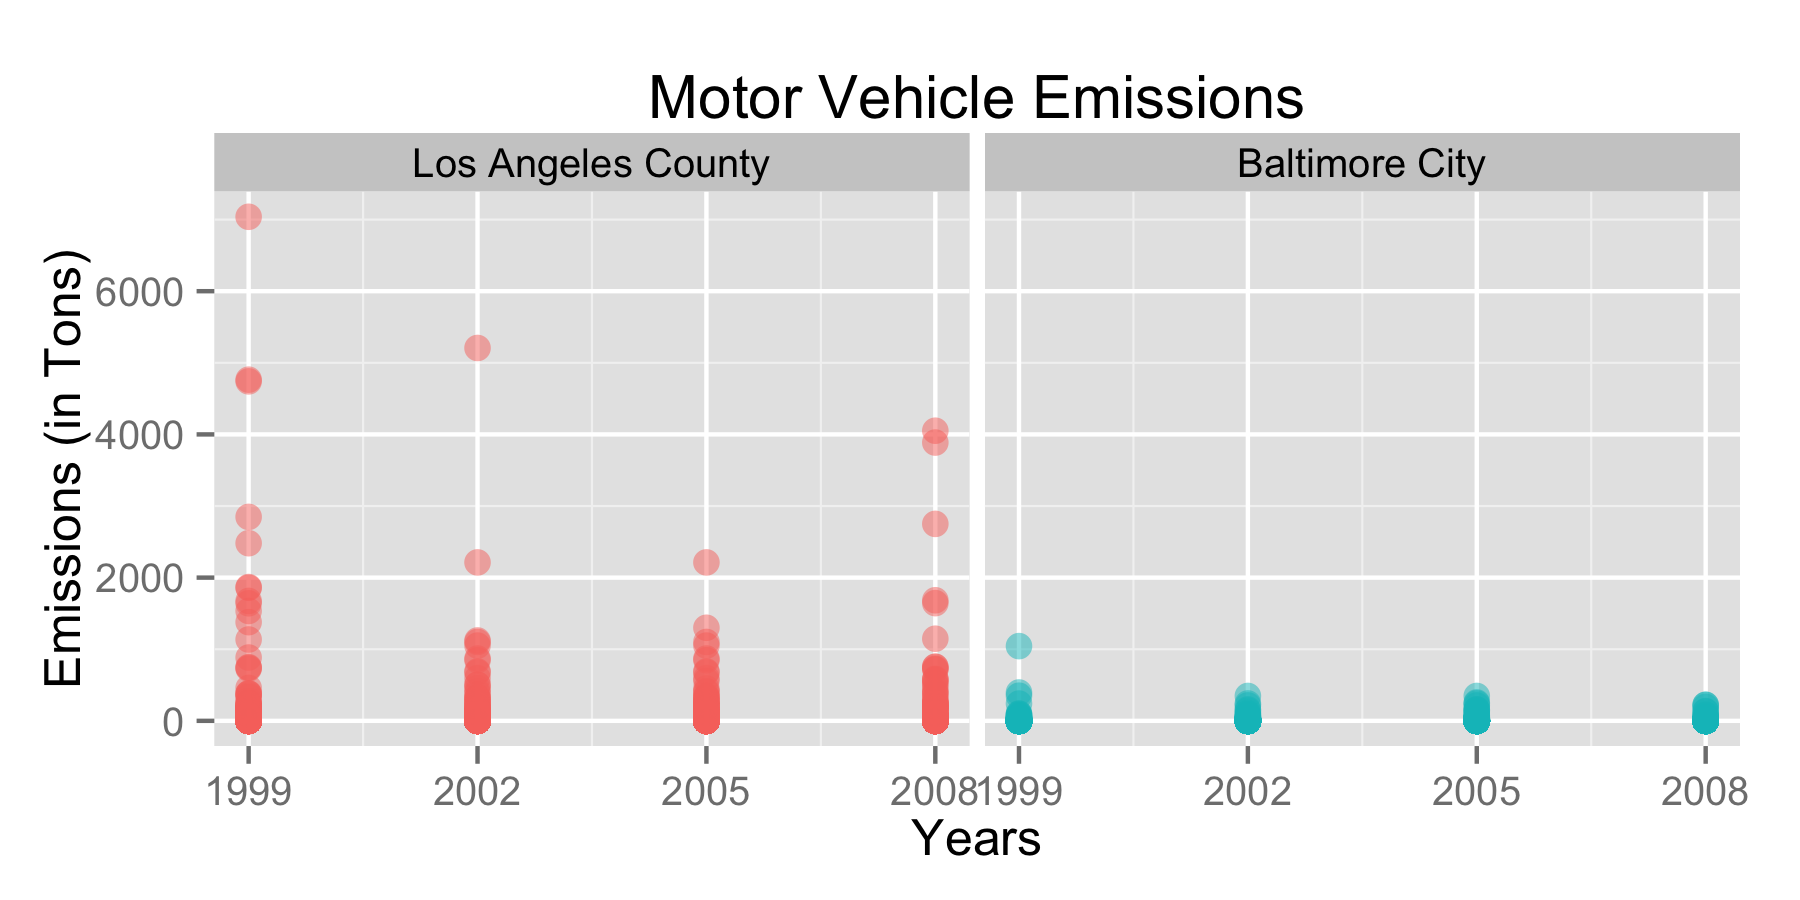 Motor Vehicle Emissions
Los Angeles County
Baltimore City
Emissions (in Tons)
6000
4000
2000
0
1999 2002 2005 2008 1999 2002 2005 2008
Years